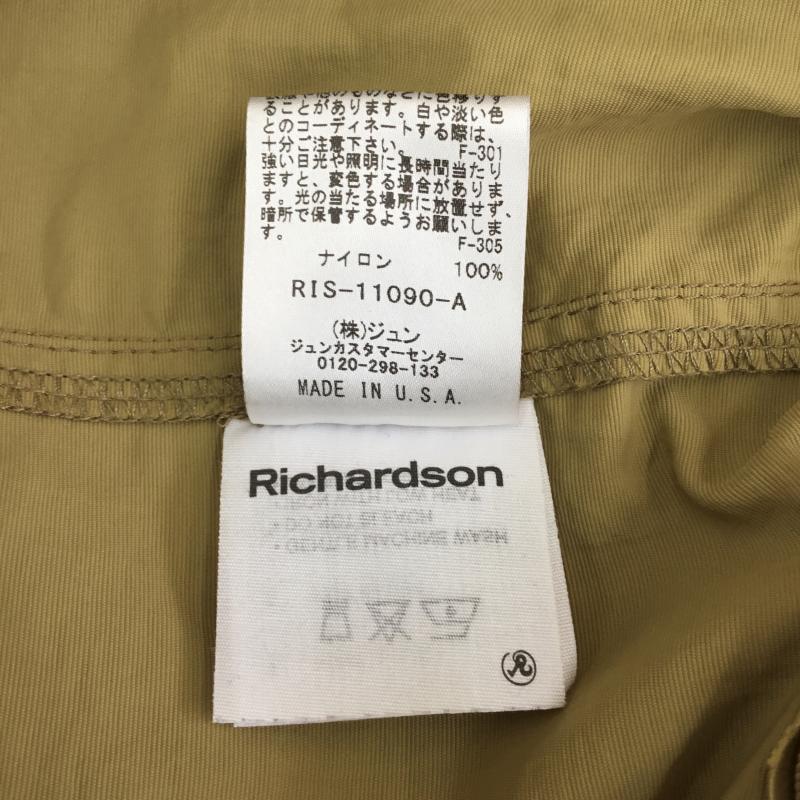 ることがあります。白や淡い色
とのコーディネートする際は、
十分ご注意下さい。 F-301
強い日光や照明に長時間当たり
ますと、変色する場合がありま
す。光の当たる場所に放置せず、
暗所で保管するようお願いしま
す。 F-305
ナイロン 100%
RIS-11090-A
(株)ジュン
ジュンカスタマーセンター
0120-298-133
MADE IN U.S.A.
Richardson
• DO NOT BLEACH
• GENTLE MACHINE WASH